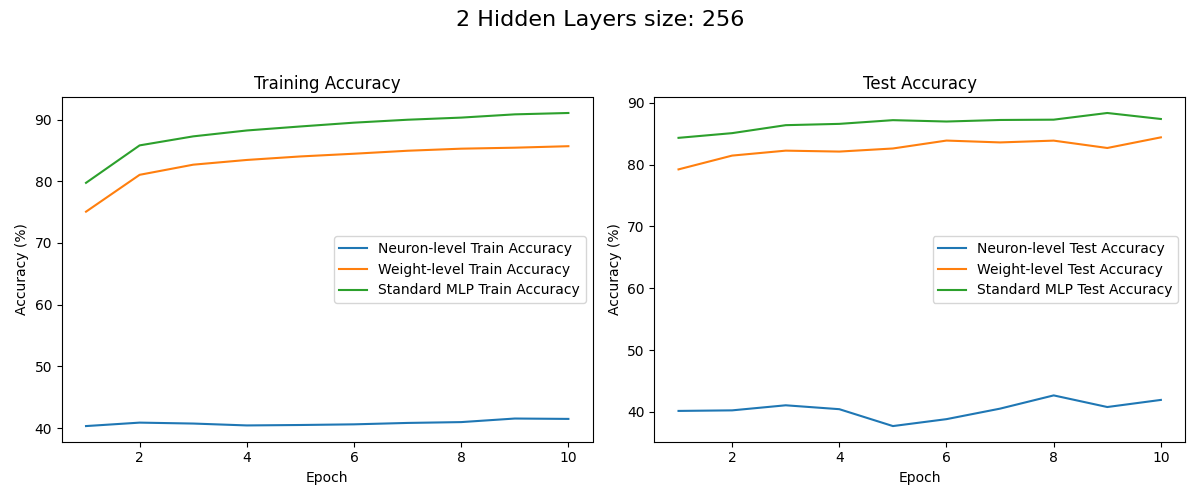 2 Hidden Layers size: 256
Training Accuracy
Accuracy (%)
90
80
70
60
50
40
Neuron-level Train Accuracy
Weight-level Train Accuracy
Standard MLP Train Accuracy
2 4 6 8 10
Epoch
Test Accuracy
Accuracy (%)
90
80
70
60
50
40
Neuron-level Test Accuracy
Weight-level Test Accuracy
Standard MLP Test Accuracy
2 4 6 8 10
Epoch